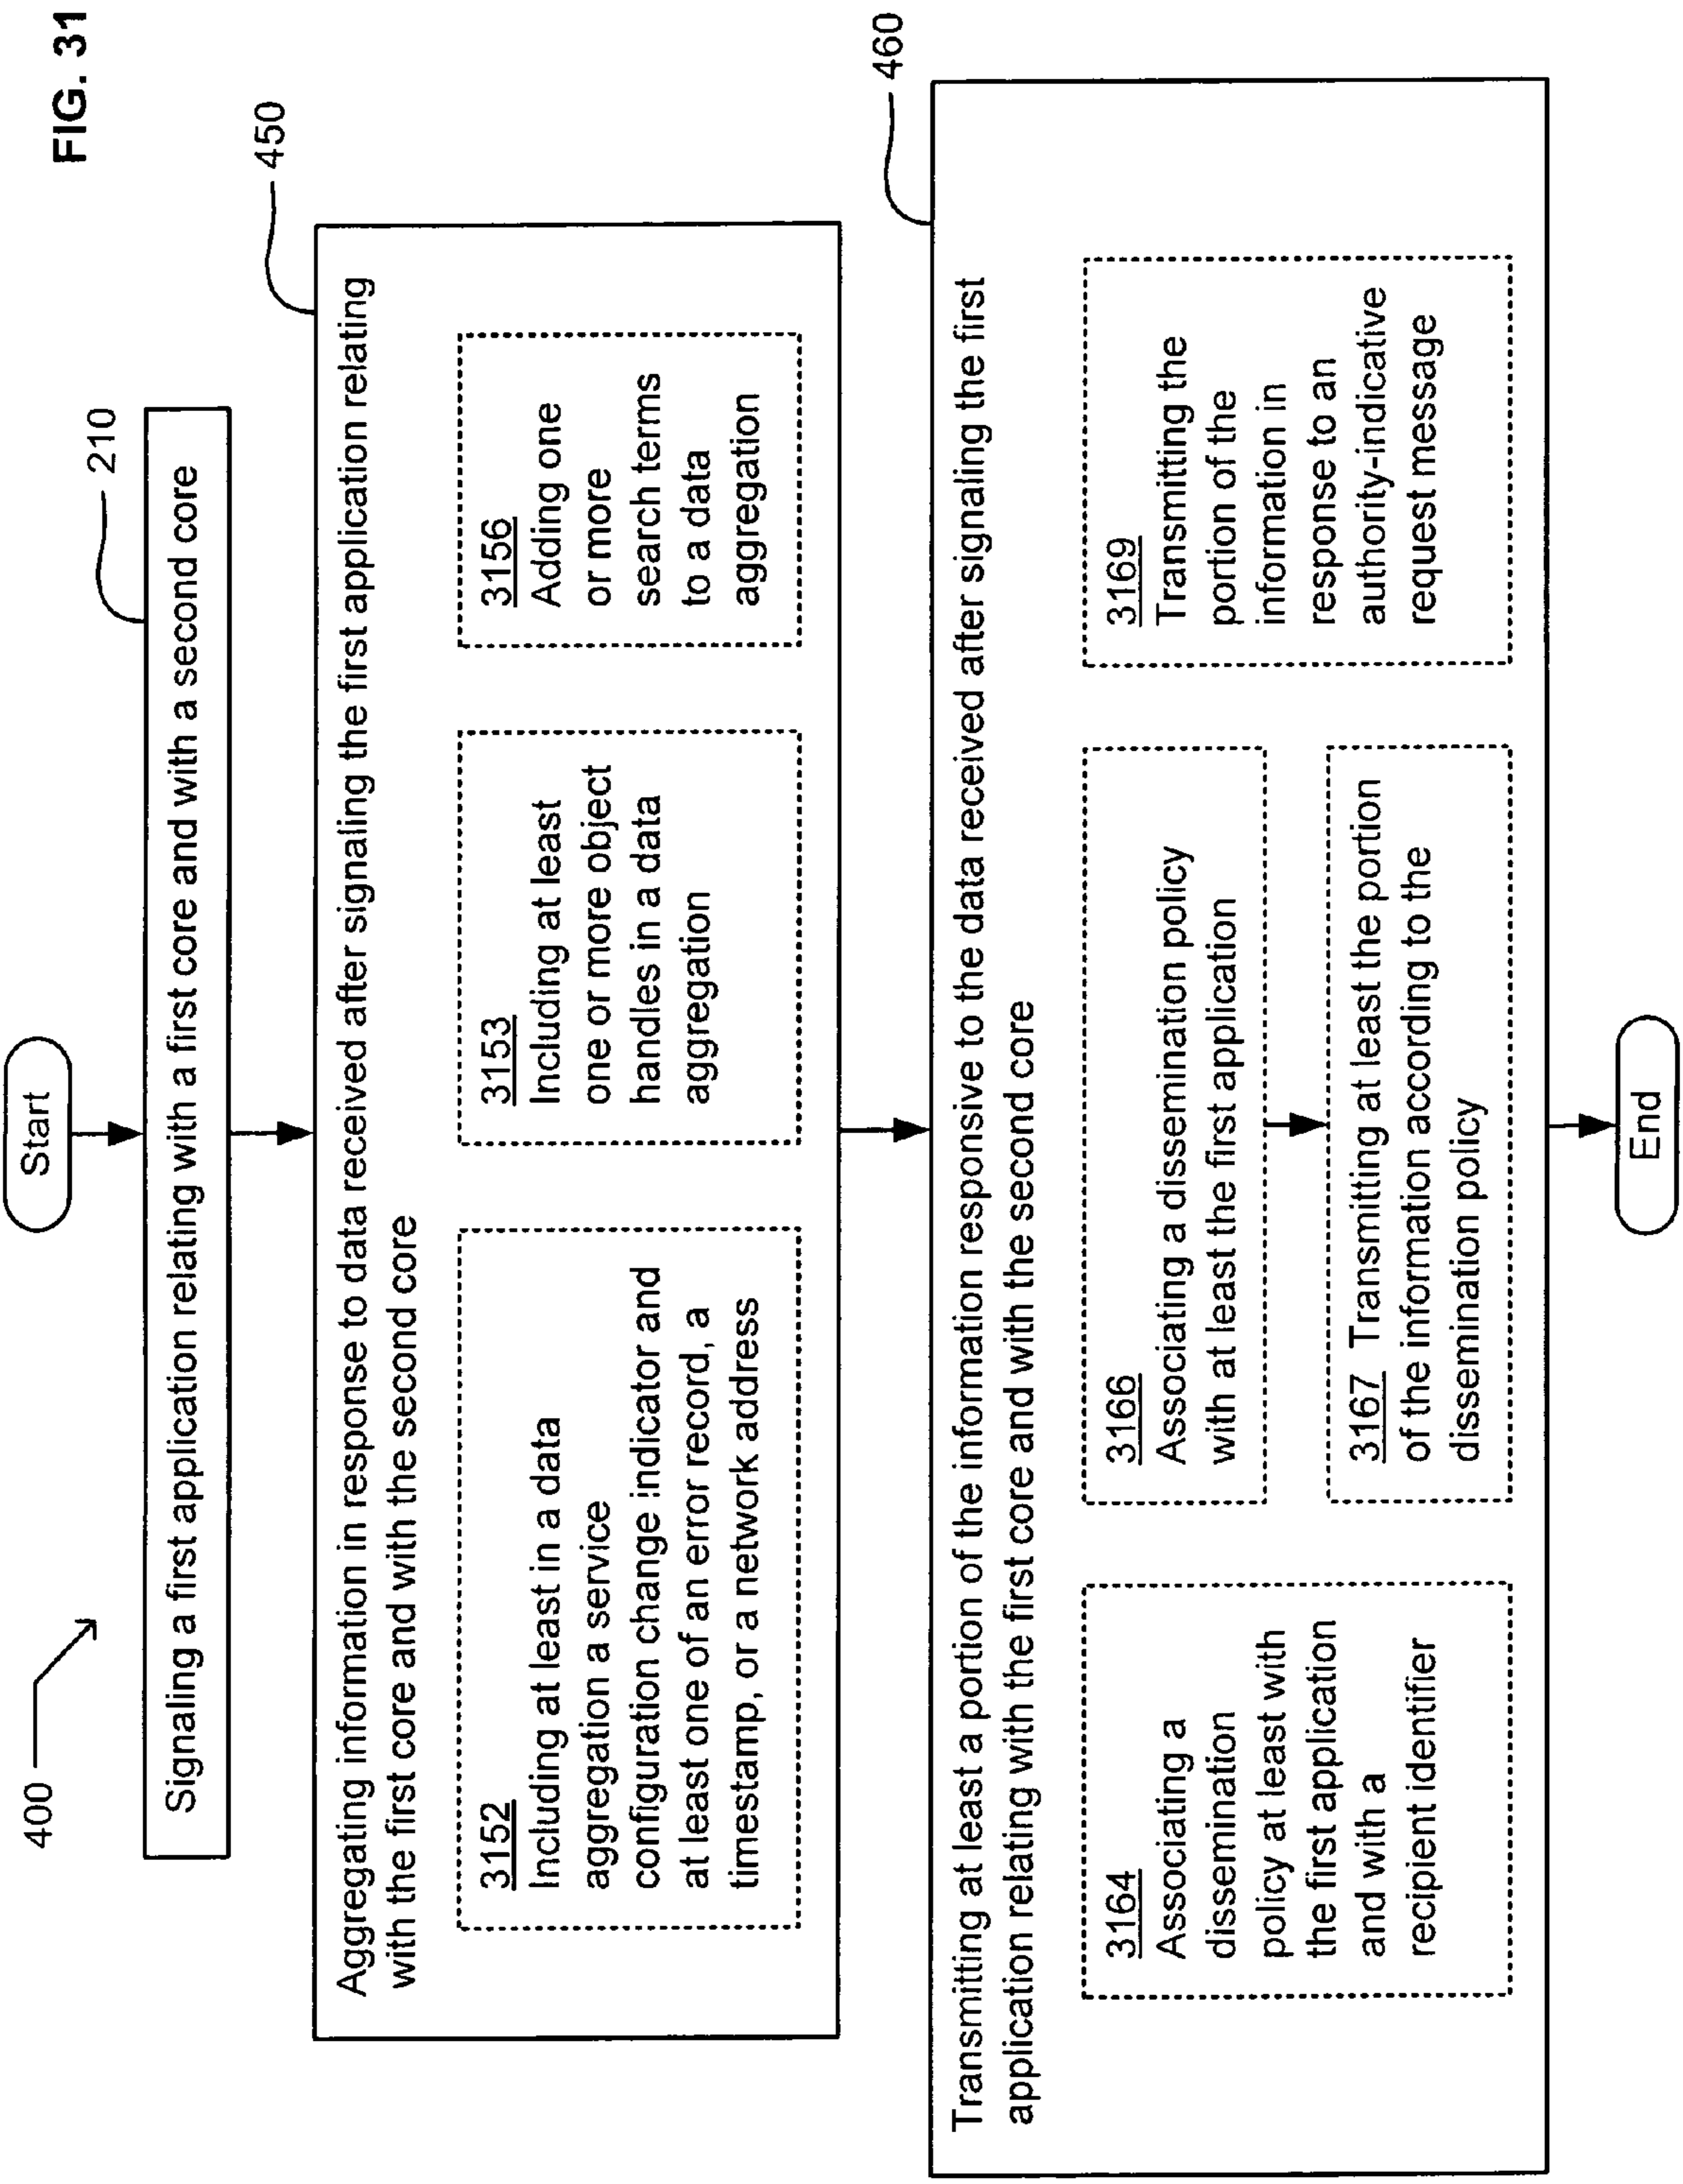 FIG. 31
400
Start
210
Signaling a first application relating with a first core and with a second core
450
Aggregating information in response to data received after signaling the first application relating
with the first core and with the second core
3152
Including at least in a data
aggregation a service
configuration change indicator and
at least one of an error record, a
timestamp, or a network address
3153
Including at least
one or more object
handles in a data
aggregation
3156
Adding one
or more
search terms
to a data
aggregation
460
Transmitting at least a portion of the information responsive to the data received after signaling the first
application relating with the first core and with the second core
3164
Associating a
dissemination
policy at least with
the first application
and with a
recipient identifier
3166
Associating a dissemination policy
with at least the first application
3167 Transmitting at least the portion
of the information according to the
dissemination policy
3169
Transmitting the
portion of the
information in
response to an
authority-indicative
request message
End